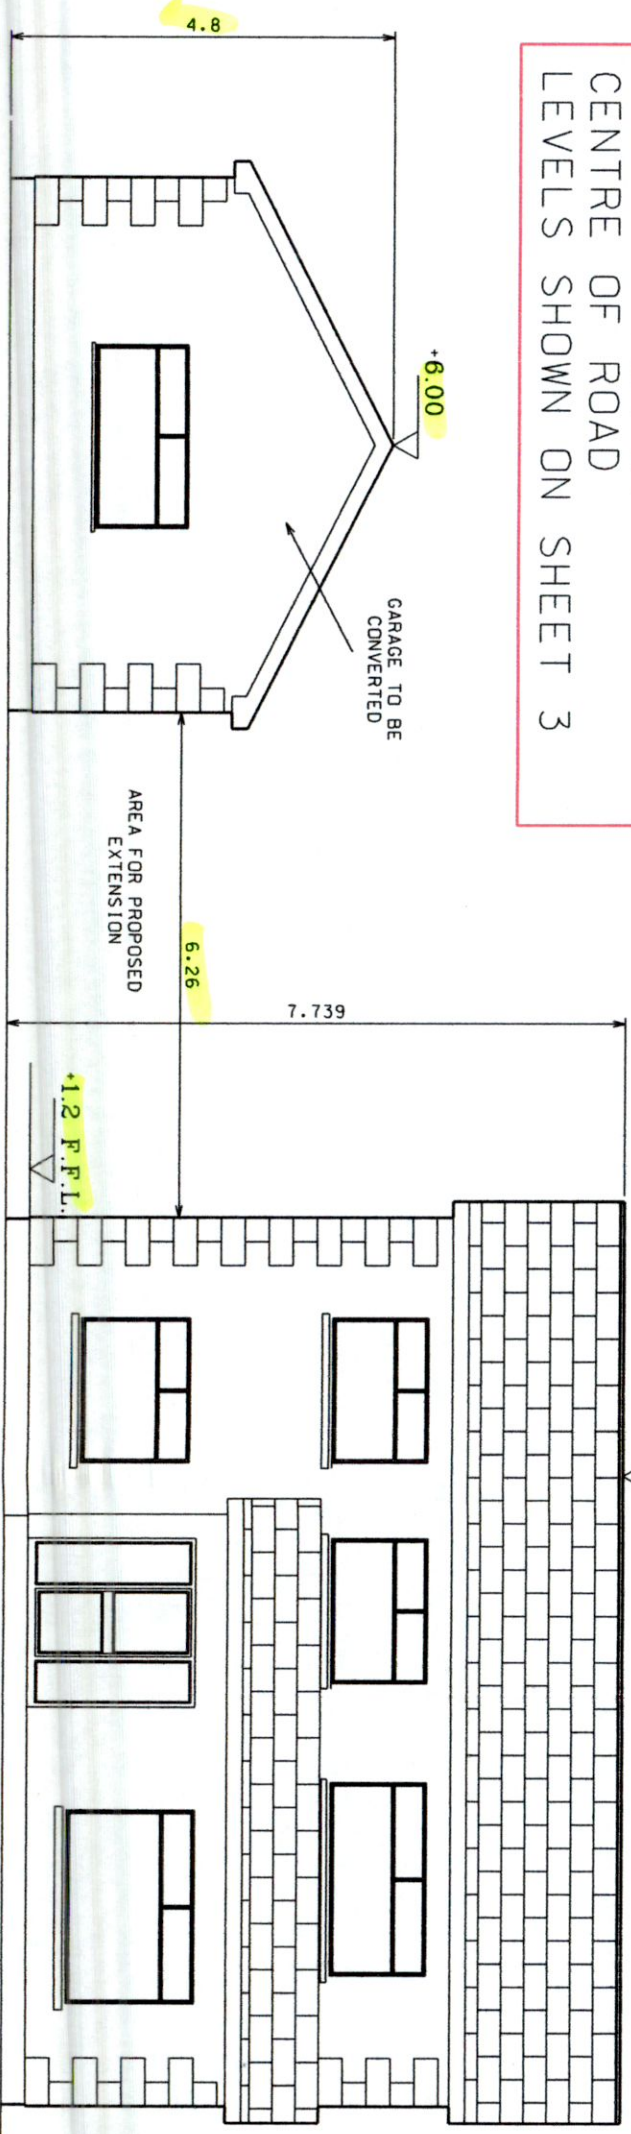 CENTRE OF ROAD
LEVELS SHOWN ON SHEET 3
4.8
+6.00
GARAGE TO BE
CONVERTED
AREA FOR PROPOSED
EXTENSION
6.26
7.739
+1.2 F.F.L.